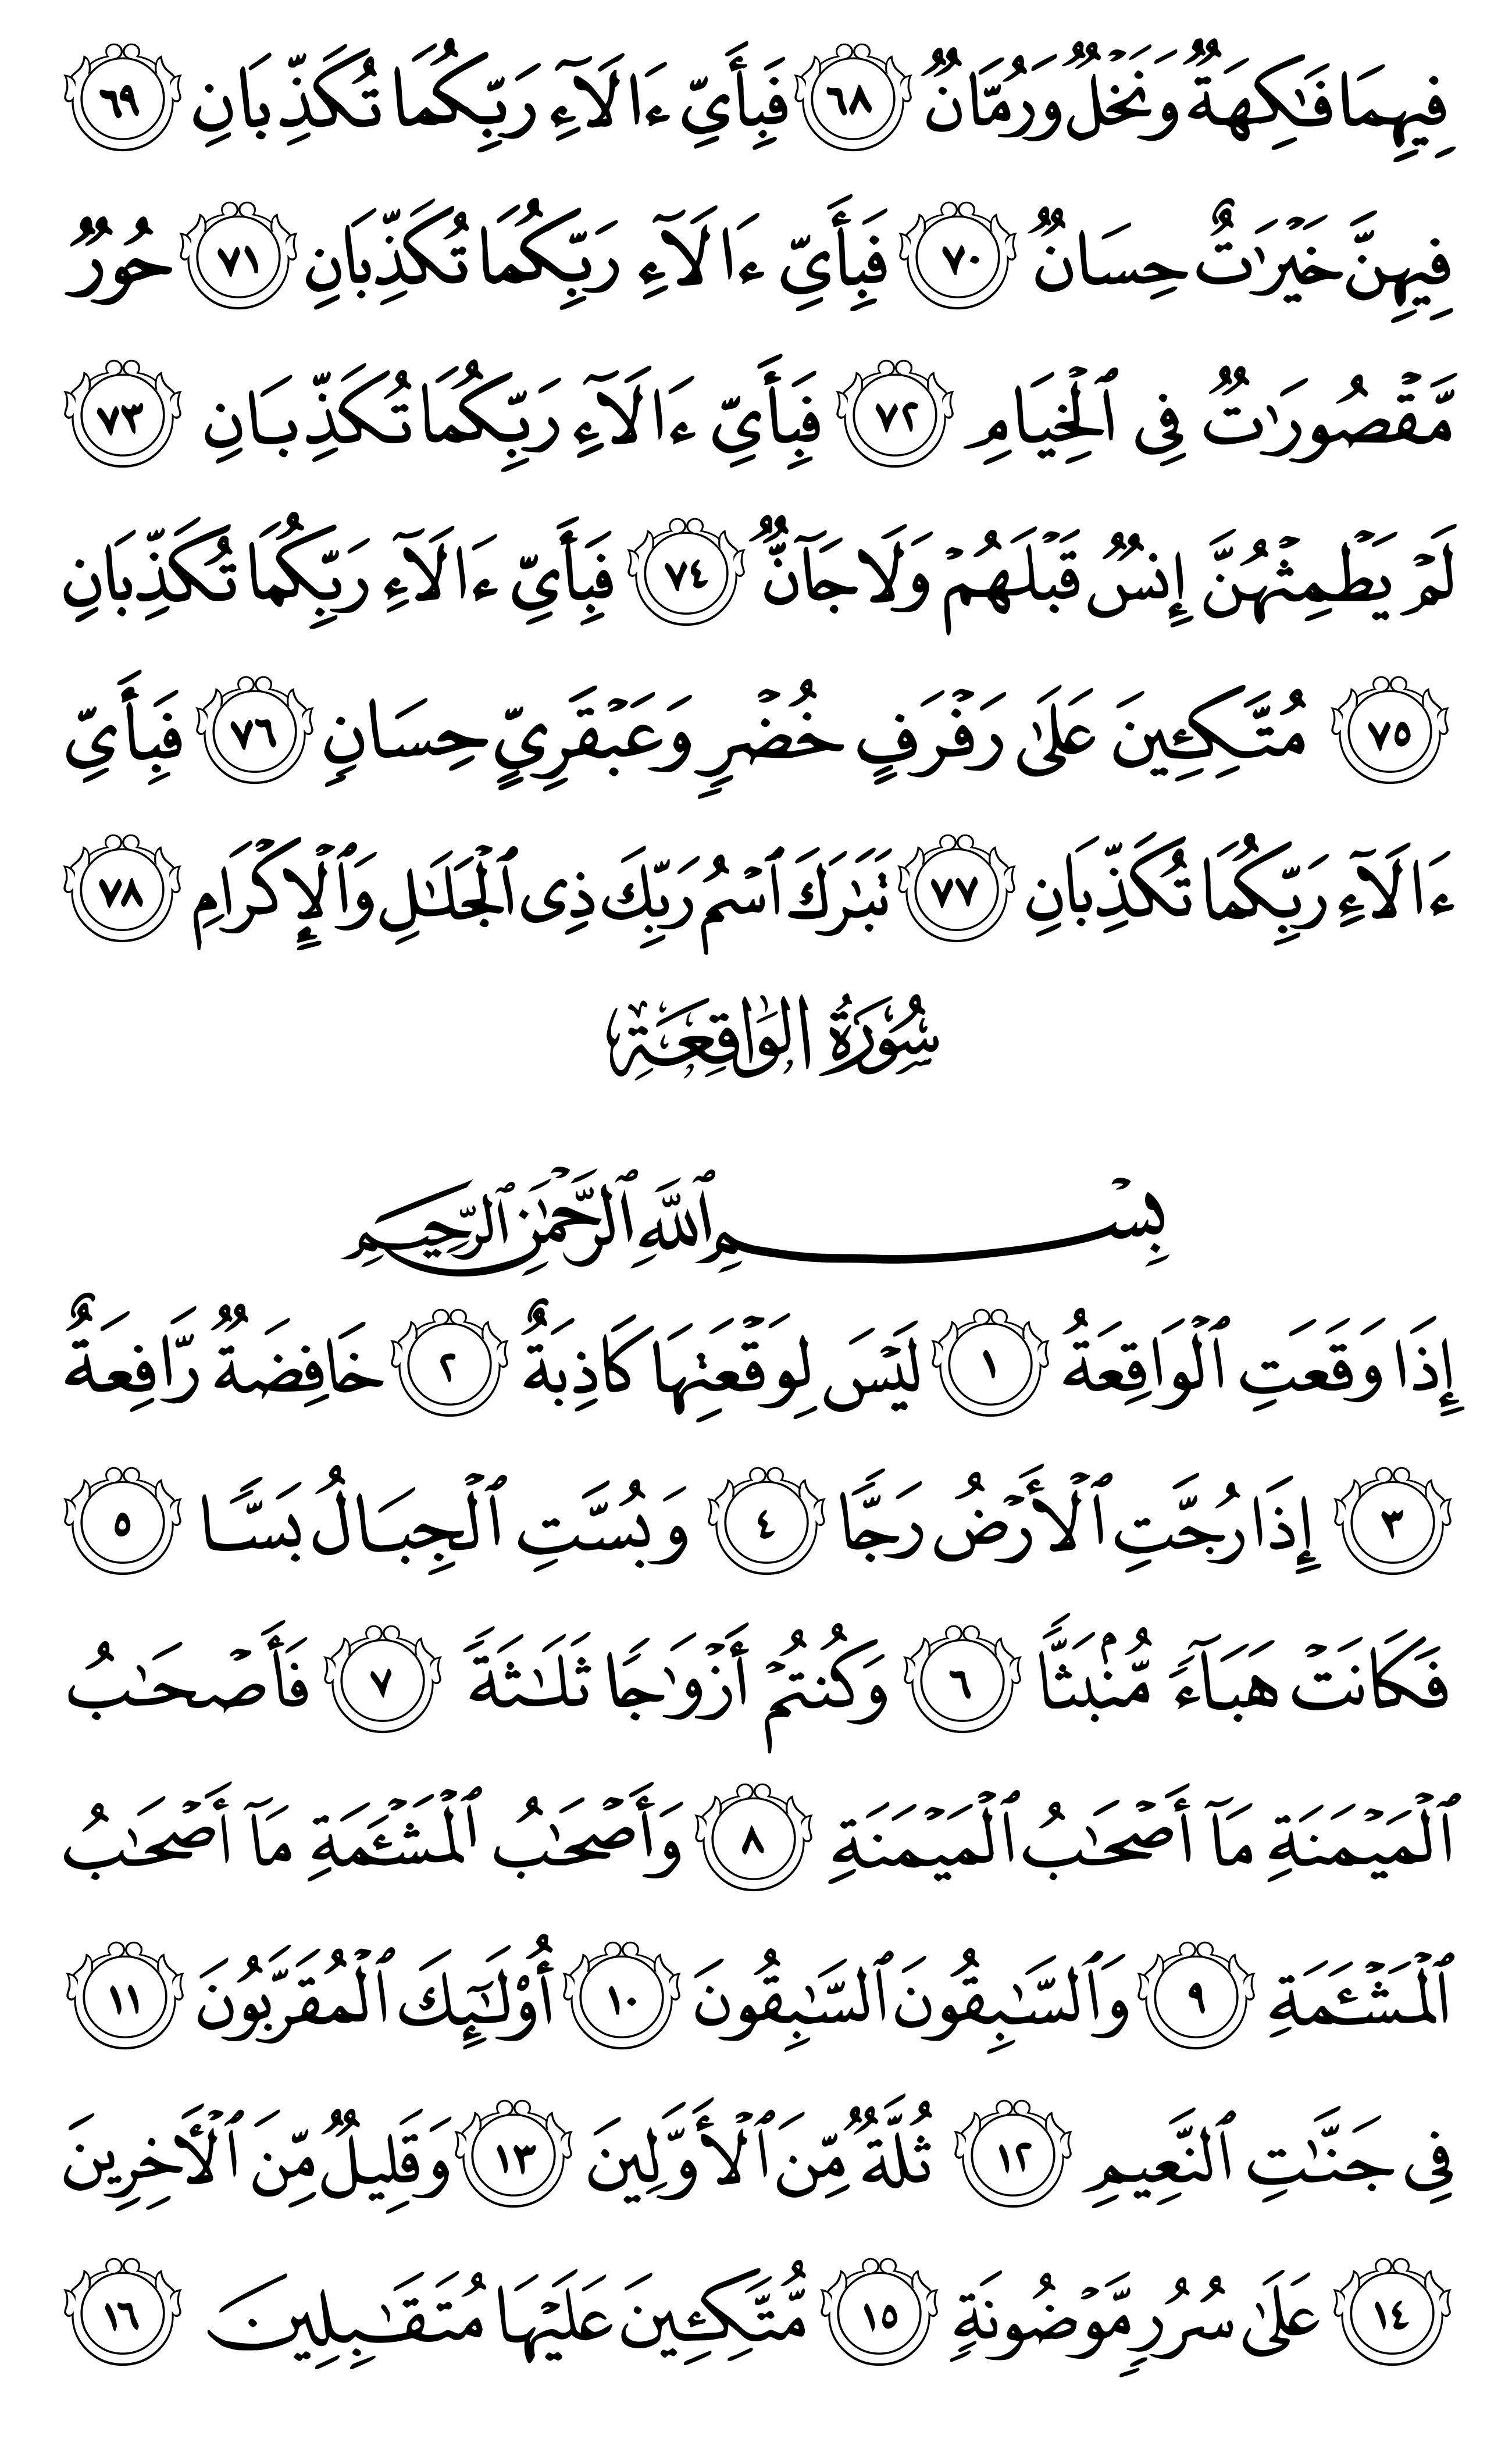 فِيهِمَا فَـٰكِهَةٌ وَنَخْلٌ وَرُمَّانٌ ٦٨ فَبِأَىِّ ءَالَآءِ رَبِّكُمَا تُكَذِّبَانِ ٦٩
فِيهِنَّ خَيْرَٰتٌ حِسَانٌ ٧٠ فَبِأَىِّ ءَالَآءِ رَبِّكُمَا تُكَذِّبَانِ ٧١ حُورٌ
مَّقْصُورَٰتٌ فِى ٱلْخِيَامِ ٧٢ فَبِأَىِّ ءَالَآءِ رَبِّكُمَا تُكَذِّبَانِ ٧٣
لَمْ يَطْمِثْهُنَّ إِنسٌ قَبْلَهُمْ وَلَا جَآنٌّ ٧٤ فَبِأَىِّ ءَالَآءِ رَبِّكُمَا تُكَذِّبَانِ
٧٥ مُتَّكِـِٔينَ عَلَىٰ رَفْرَفٍ خُضْرٍ وَعَبْقَرِىٍّ حِسَانٍ ٧٦ فَبِأَىِّ
ءَالَآءِ رَبِّكُمَا تُكَذِّبَانِ ٧٧ تَبَـٰرَكَ ٱسْمُ رَبِّكَ ذِى ٱلْجَلَـٰلِ وَٱلْإِكْرَامِ ٧٨
سُورَةُ الوَاقِعَةِ
بِسْمِ ٱللَّهِ ٱلرَّحْمَـٰنِ ٱلرَّحِيمِ
إِذَا وَقَعَتِ ٱلْوَاقِعَةُ ١ لَيْسَ لِوَقْعَتِهَا كَاذِبَةٌ ٢ خَافِضَةٌ رَّافِعَةٌ
٣ إِذَا رُجَّتِ ٱلْأَرْضُ رَجًّا ٤ وَبُسَّتِ ٱلْجِبَالُ بَسًّا ٥
فَكَانَتْ هَبَآءً مُّنۢبَثًّا ٦ وَكُنتُمْ أَزْوَٰجًا ثَلَـٰثَةً ٧ فَأَصْحَـٰبُ
ٱلْمَيْمَنَةِ مَآ أَصْحَـٰبُ ٱلْمَيْمَنَةِ ٨ وَأَصْحَـٰبُ ٱلْمَشْـَٔمَةِ مَآ أَصْحَـٰبُ
ٱلْمَشْـَٔمَةِ ٩ وَٱلسَّـٰبِقُونَ ٱلسَّـٰبِقُونَ ١٠ أُو۟لَـٰٓئِكَ ٱلْمُقَرَّبُونَ ١١
فِى جَنَّـٰتِ ٱلنَّعِيمِ ١٢ ثُلَّةٌ مِّنَ ٱلْأَوَّلِينَ ١٣ وَقَلِيلٌ مِّنَ ٱلْـَٔاخِرِينَ
١٤ عَلَىٰ سُرُرٍ مَّوْضُونَةٍ ١٥ مُّتَّكِـِٔينَ عَلَيْهَا مُتَقَـٰبِلِينَ ١٦